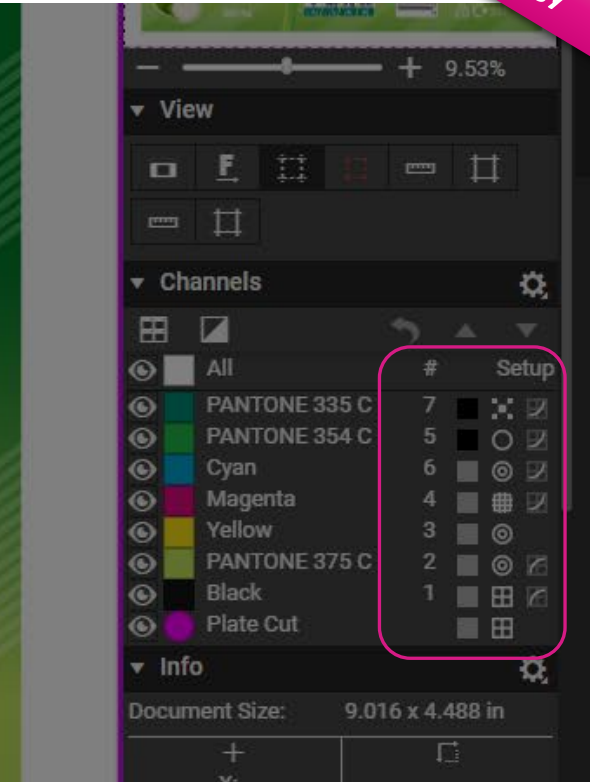 9.53%
View
F
Channels
All # Setup
PANTONE 335 C 7
PANTONE 354 C 5
Cyan 6
Magenta 4
Yellow 3
PANTONE 375 C 2
Black 1
Plate Cut
Info
Document Size: 9.016 x 4.488 in